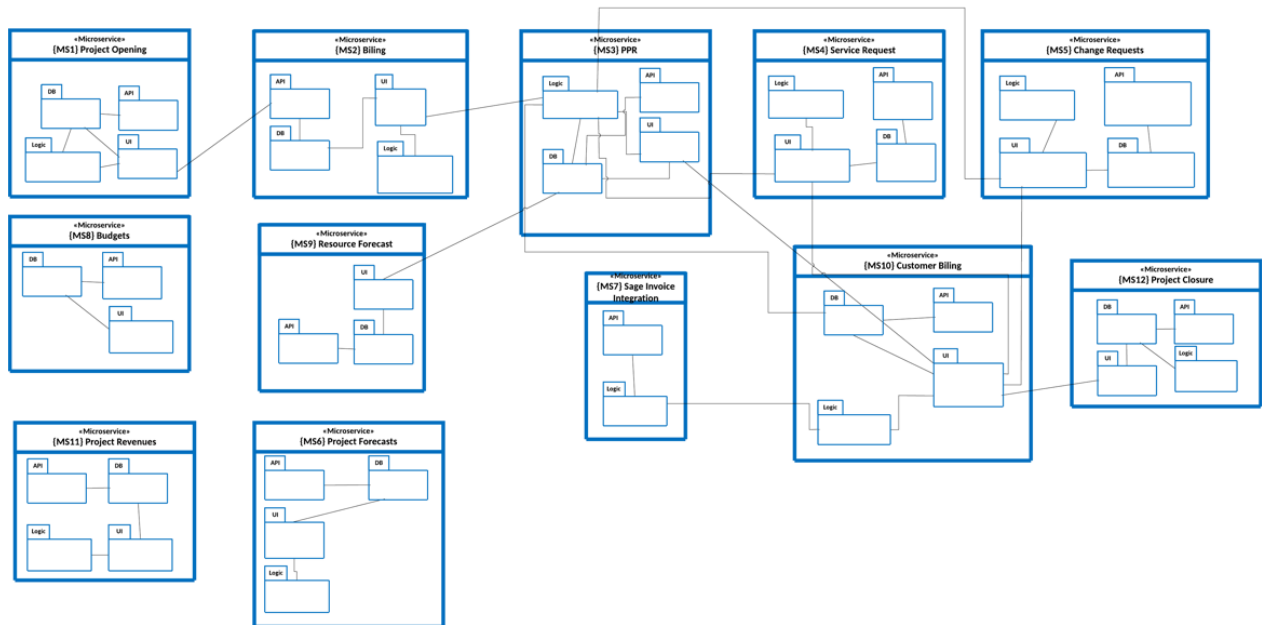 «Microservice»
{MS1} Project Opening
DB
API
Logic
UI
«Microservice»
{MS2} Biling
API
UI
DB
Logic
«Microservice»
{MS3} PPR
Logic
API
UI
DB
«Microservice»
{MS4} Service Request
Logic
API
UI
DB
«Microservice»
{MS5} Change Requests
Logic
API
UI
DB
«Microservice»
{MS8} Budgets
DB
API
UI
«Microservice»
{MS9} Resource Forecast
UI
API
DB
«Microservice»
{MS7} Sage Invoice
Integration
API
Logic
«Microservice»
{MS10} Customer Biling
DB
API
UI
Logic
«Microservice»
{MS12} Project Closure
DB
API
UI
Logic
«Microservice»
{MS11} Project Revenues
API
DB
Logic
UI
«Microservice»
{MS6} Project Forecasts
API
DB
UI
Logic